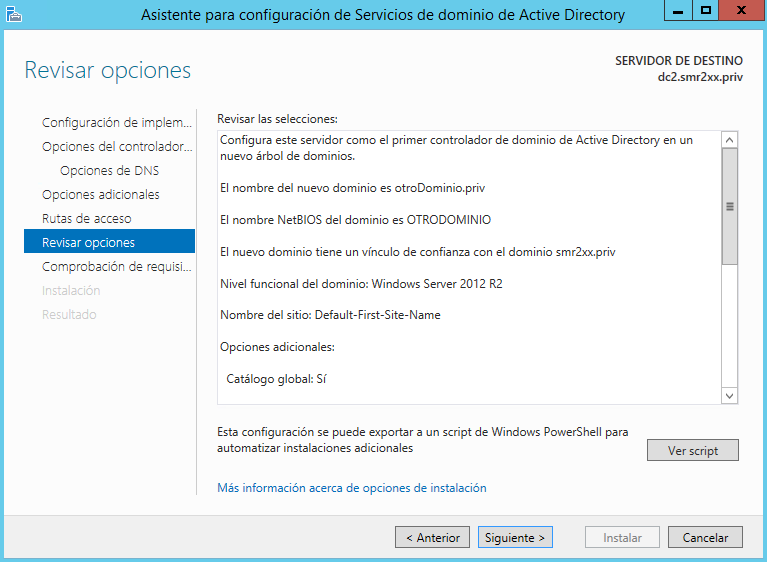 Asistente para configuración de Servicios de dominio de Active Directory
Revisar opciones
SERVIDOR DE DESTINO
dc2.smr2xx.priv
Configuración de implem...
Opciones del controlador...
Opciones de DNS
Opciones adicionales
Rutas de acceso
Revisar opciones
Comprobación de requisi...
Instalación
Resultado
Revisar las selecciones:
Configura este servidor como el primer controlador de dominio de Active Directory en un
nuevo árbol de dominios.
El nombre del nuevo dominio es otroDominio.priv
El nombre NetBIOS del dominio es OTRODOMINIO
El nuevo dominio tiene un vínculo de confianza con el dominio smr2xx.priv
Nivel funcional del dominio: Windows Server 2012 R2
Nombre del sitio: Default-First-Site-Name
Opciones adicionales:
Catálogo global: Sí
Esta configuración se puede exportar a un script de Windows PowerShell para
automatizar instalaciones adicionales
Ver script
Más información acerca de opciones de instalación
< Anterior
Siguiente >
Instalar
Cancelar